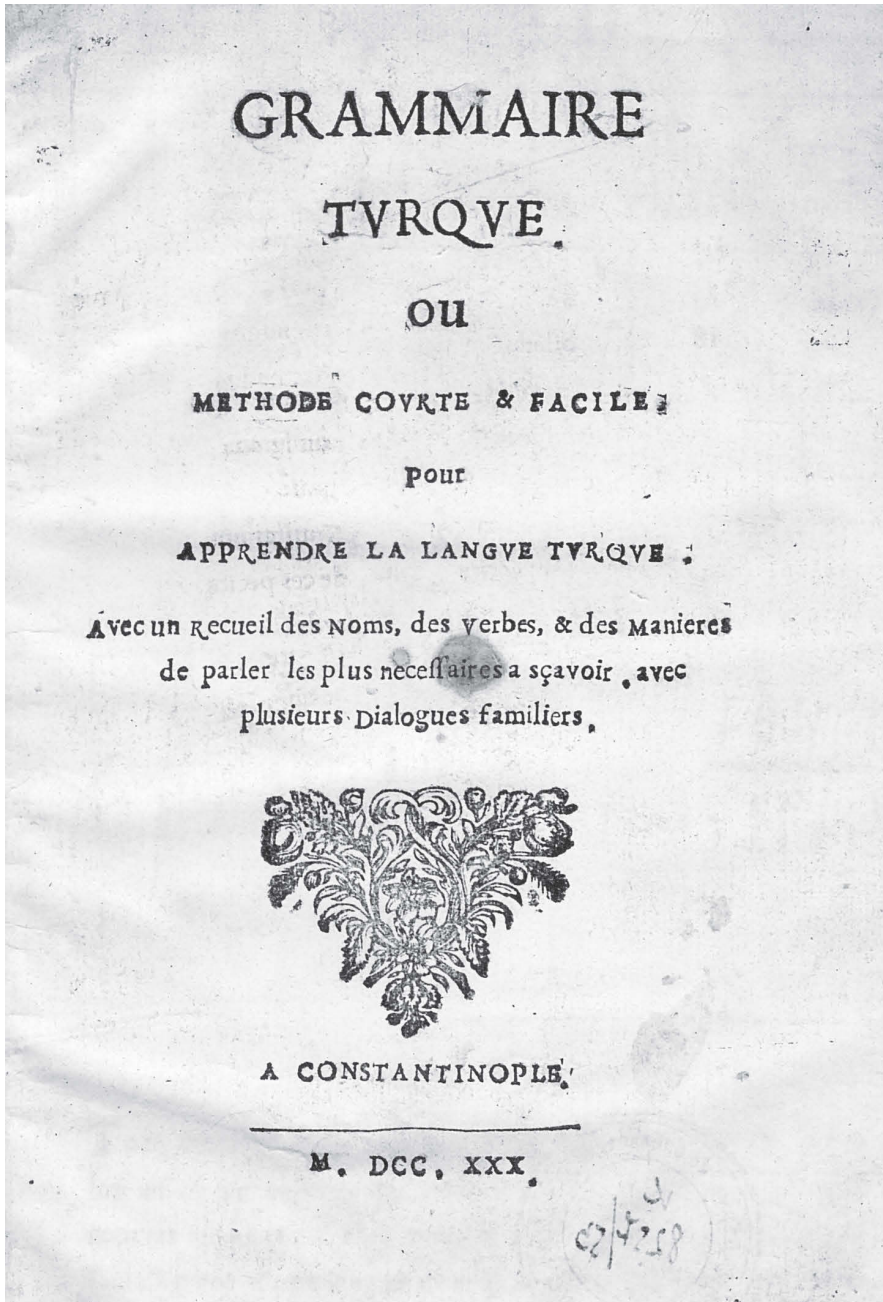 GRAMMAIRE
TVRQVE.
OU
METHODE COVRTE & FACILE;
pour
APPRENDRE LA LANGVE TVRQVE.
Avec un Recueil des Noms, des Verbes, & des Manieres
de parler les plus necessaires a sçavoir, avec
plusieurs Dialogues familiers.
A CONSTANTINOPLE.
M. DCC. XXX.